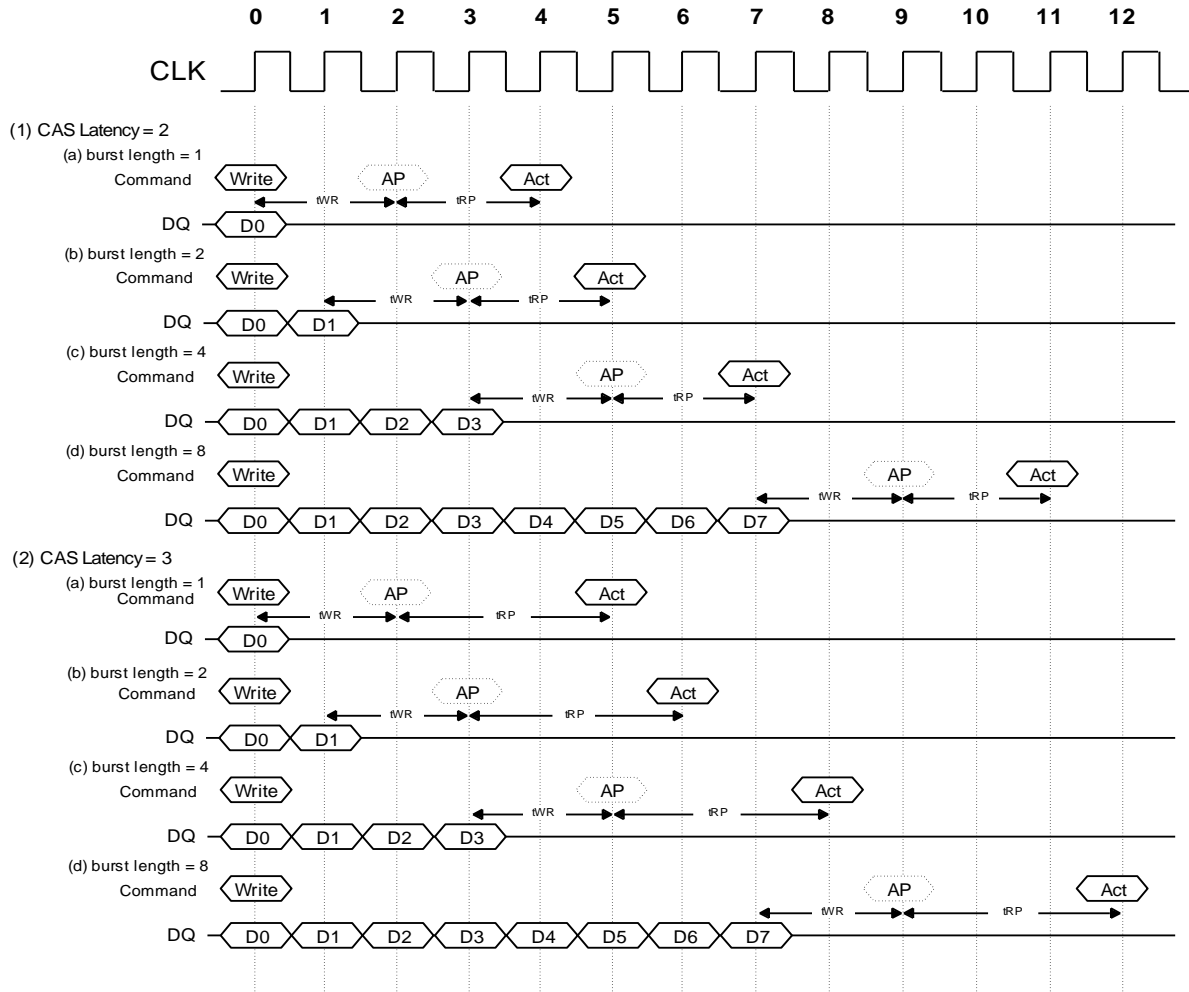 0 1 2 3 4 5 6 7 8 9 10 11 12
CLK
(1) CAS Latency = 2
(a) burst length = 1
Command Write AP Act
tWR tRP
DQ D0
(b) burst length = 2
Command Write AP Act
tWR tRP
DQ D0 D1
(c) burst length = 4
Command Write AP Act
tWR tRP
DQ D0 D1 D2 D3
(d) burst length = 8
Command Write AP Act
tWR tRP
DQ D0 D1 D2 D3 D4 D5 D6 D7
(2) CAS Latency = 3
(a) burst length = 1
Command Write AP Act
tWR tRP
DQ D0
(b) burst length = 2
Command Write AP Act
tWR tRP
DQ D0 D1
(c) burst length = 4
Command Write AP Act
tWR tRP
DQ D0 D1 D2 D3
(d) burst length = 8
Command Write AP Act
tWR tRP
DQ D0 D1 D2 D3 D4 D5 D6 D7